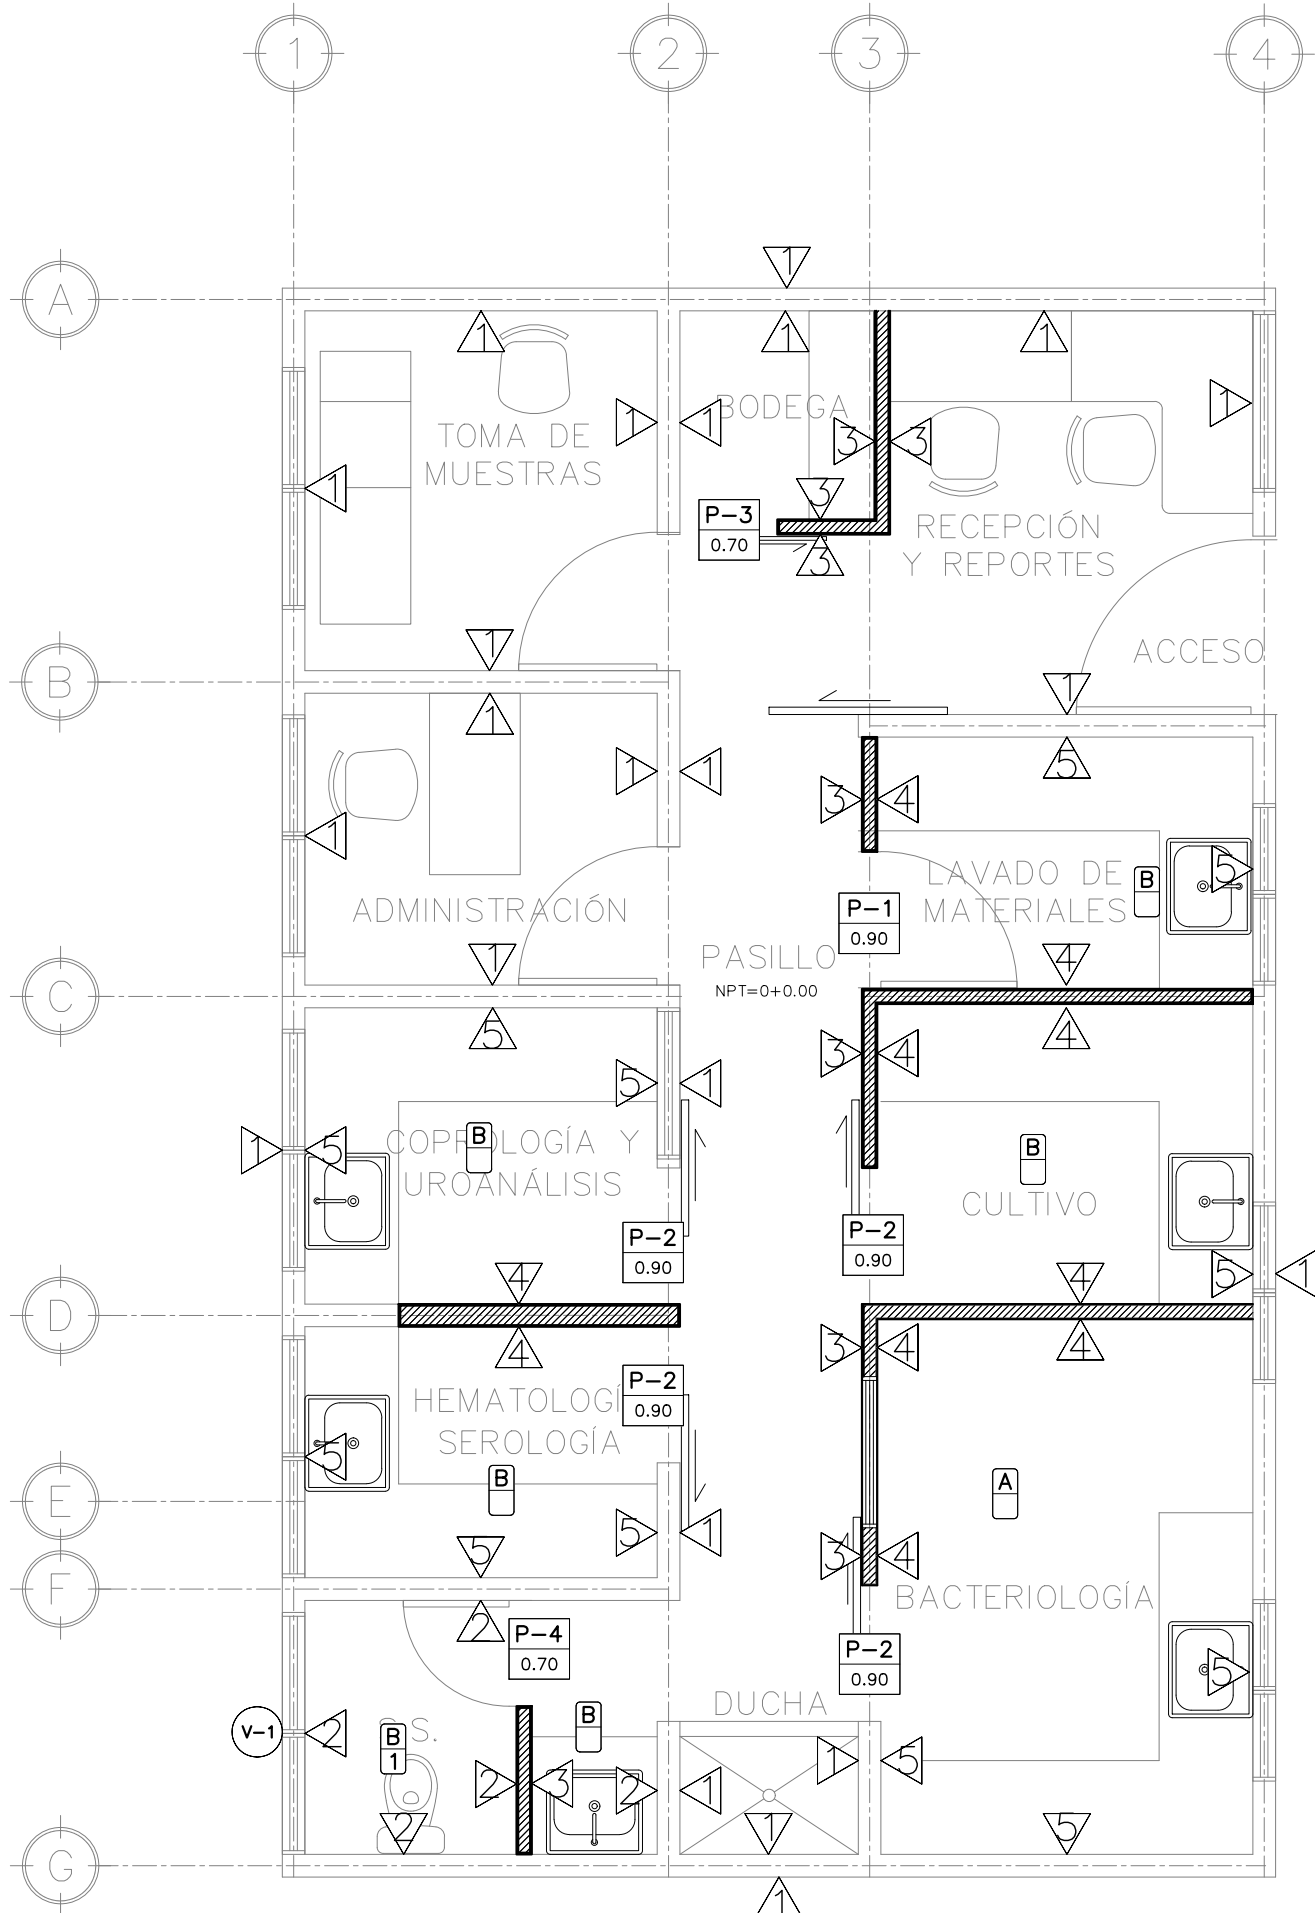 1 2 3 4
1
A
1 1 1
1
BODEGA
1 1
TOMA DE
MUESTRAS
3 3
1
3
P-3
0.70
RECEPCIÓN
Y REPORTES
3
1
ACCESO
B
1
1
1 1
5
3 4
1
LAVADO DE
MATERIALES
5
B
P-1
0.90
ADMINISTRACIÓN
PASILLO
NPT=0+0.00
1
4
C
5
4
3 4
5 1
1 5
COPROLOGÍA Y
UROANÁLISIS
B
B
CULTIVO
P-2
0.90
P-2
0.90
5 1
4
4
D
4
3 4
4
P-2
0.90
HEMATOLOGÍ
SEROLOGÍA
5
B
A
E
5 1
5
3 4
F
2
BACTERIOLOGÍA
P-4
0.70
P-2
0.90
5
DUCHA
B
V-1
2
S.S.
B
1
2 3
2 1
1 5
2
1
5
G
1